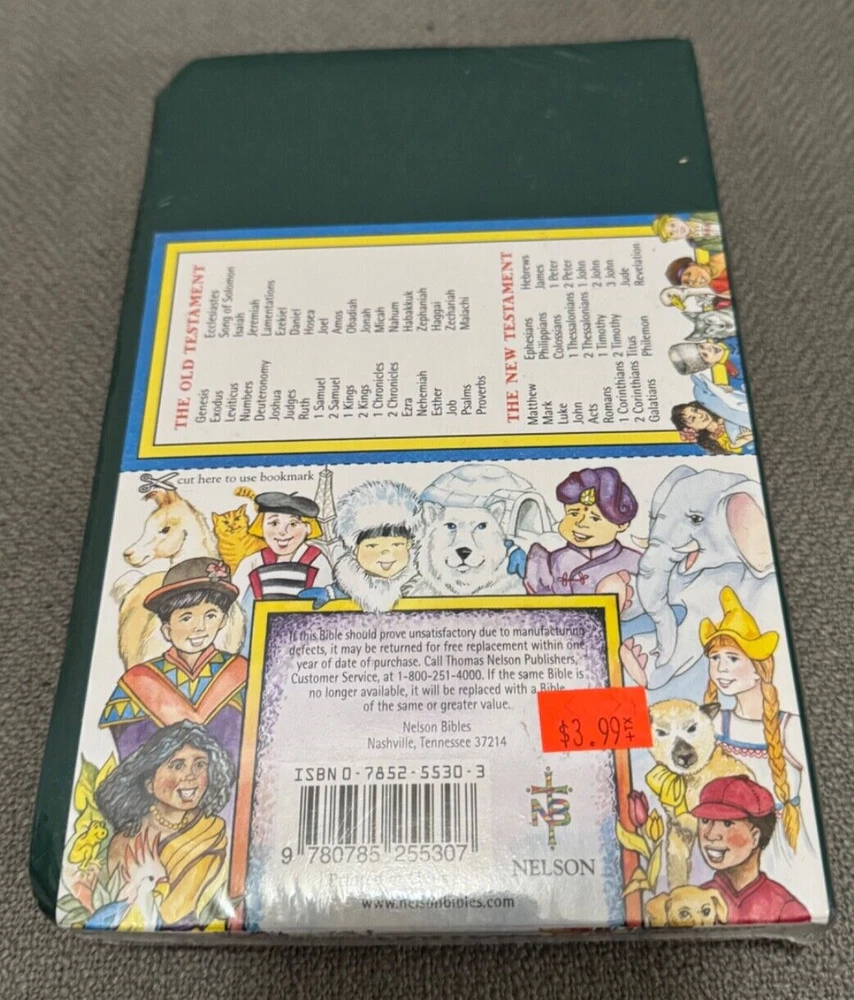 THE OLD TESTAMENT
Genesis Ecclesiastes
Exodus Song of Solomon
Leviticus Isaiah
Numbers Jeremiah
Deuteronomy Lamentations
Joshua Ezekiel
Judges Daniel
Ruth Hosea
1 Samuel Joel
2 Samuel Amos
1 Kings Obadiah
2 Kings Jonah
1 Chronicles Micah
2 Chronicles Nahum
Ezra Habakkuk
Nehemiah Zephaniah
Esther Haggai
Job Zechariah
Psalms Malachi
Proverbs
THE NEW TESTAMENT
Matthew Ephesians Hebrews
Mark Philippians James
Luke Colossians 1 Peter
John 1 Thessalonians 2 Peter
Acts 2 Thessalonians 1 John
Romans 1 Timothy 2 John
1 Corinthians 2 Timothy 3 John
2 Corinthians Titus Jude
Galatians Philemon Revelation
cut here to use bookmark
If this Bible should prove unsatisfactory due to manufacturing
defects, it may be returned for free replacement within one
year of date of purchase. Call Thomas Nelson Publishers,
Customer Service, at 1-800-251-4000. If the same Bible is
no longer available, it will be replaced with a Bible
of the same or greater value.
$3.99+TX
Nelson Bibles
Nashville, Tennessee 37214
ISBN 0-7852-5530-3
9 780785 255307
NB
NELSON
Printed
www.nelsonbibles.com